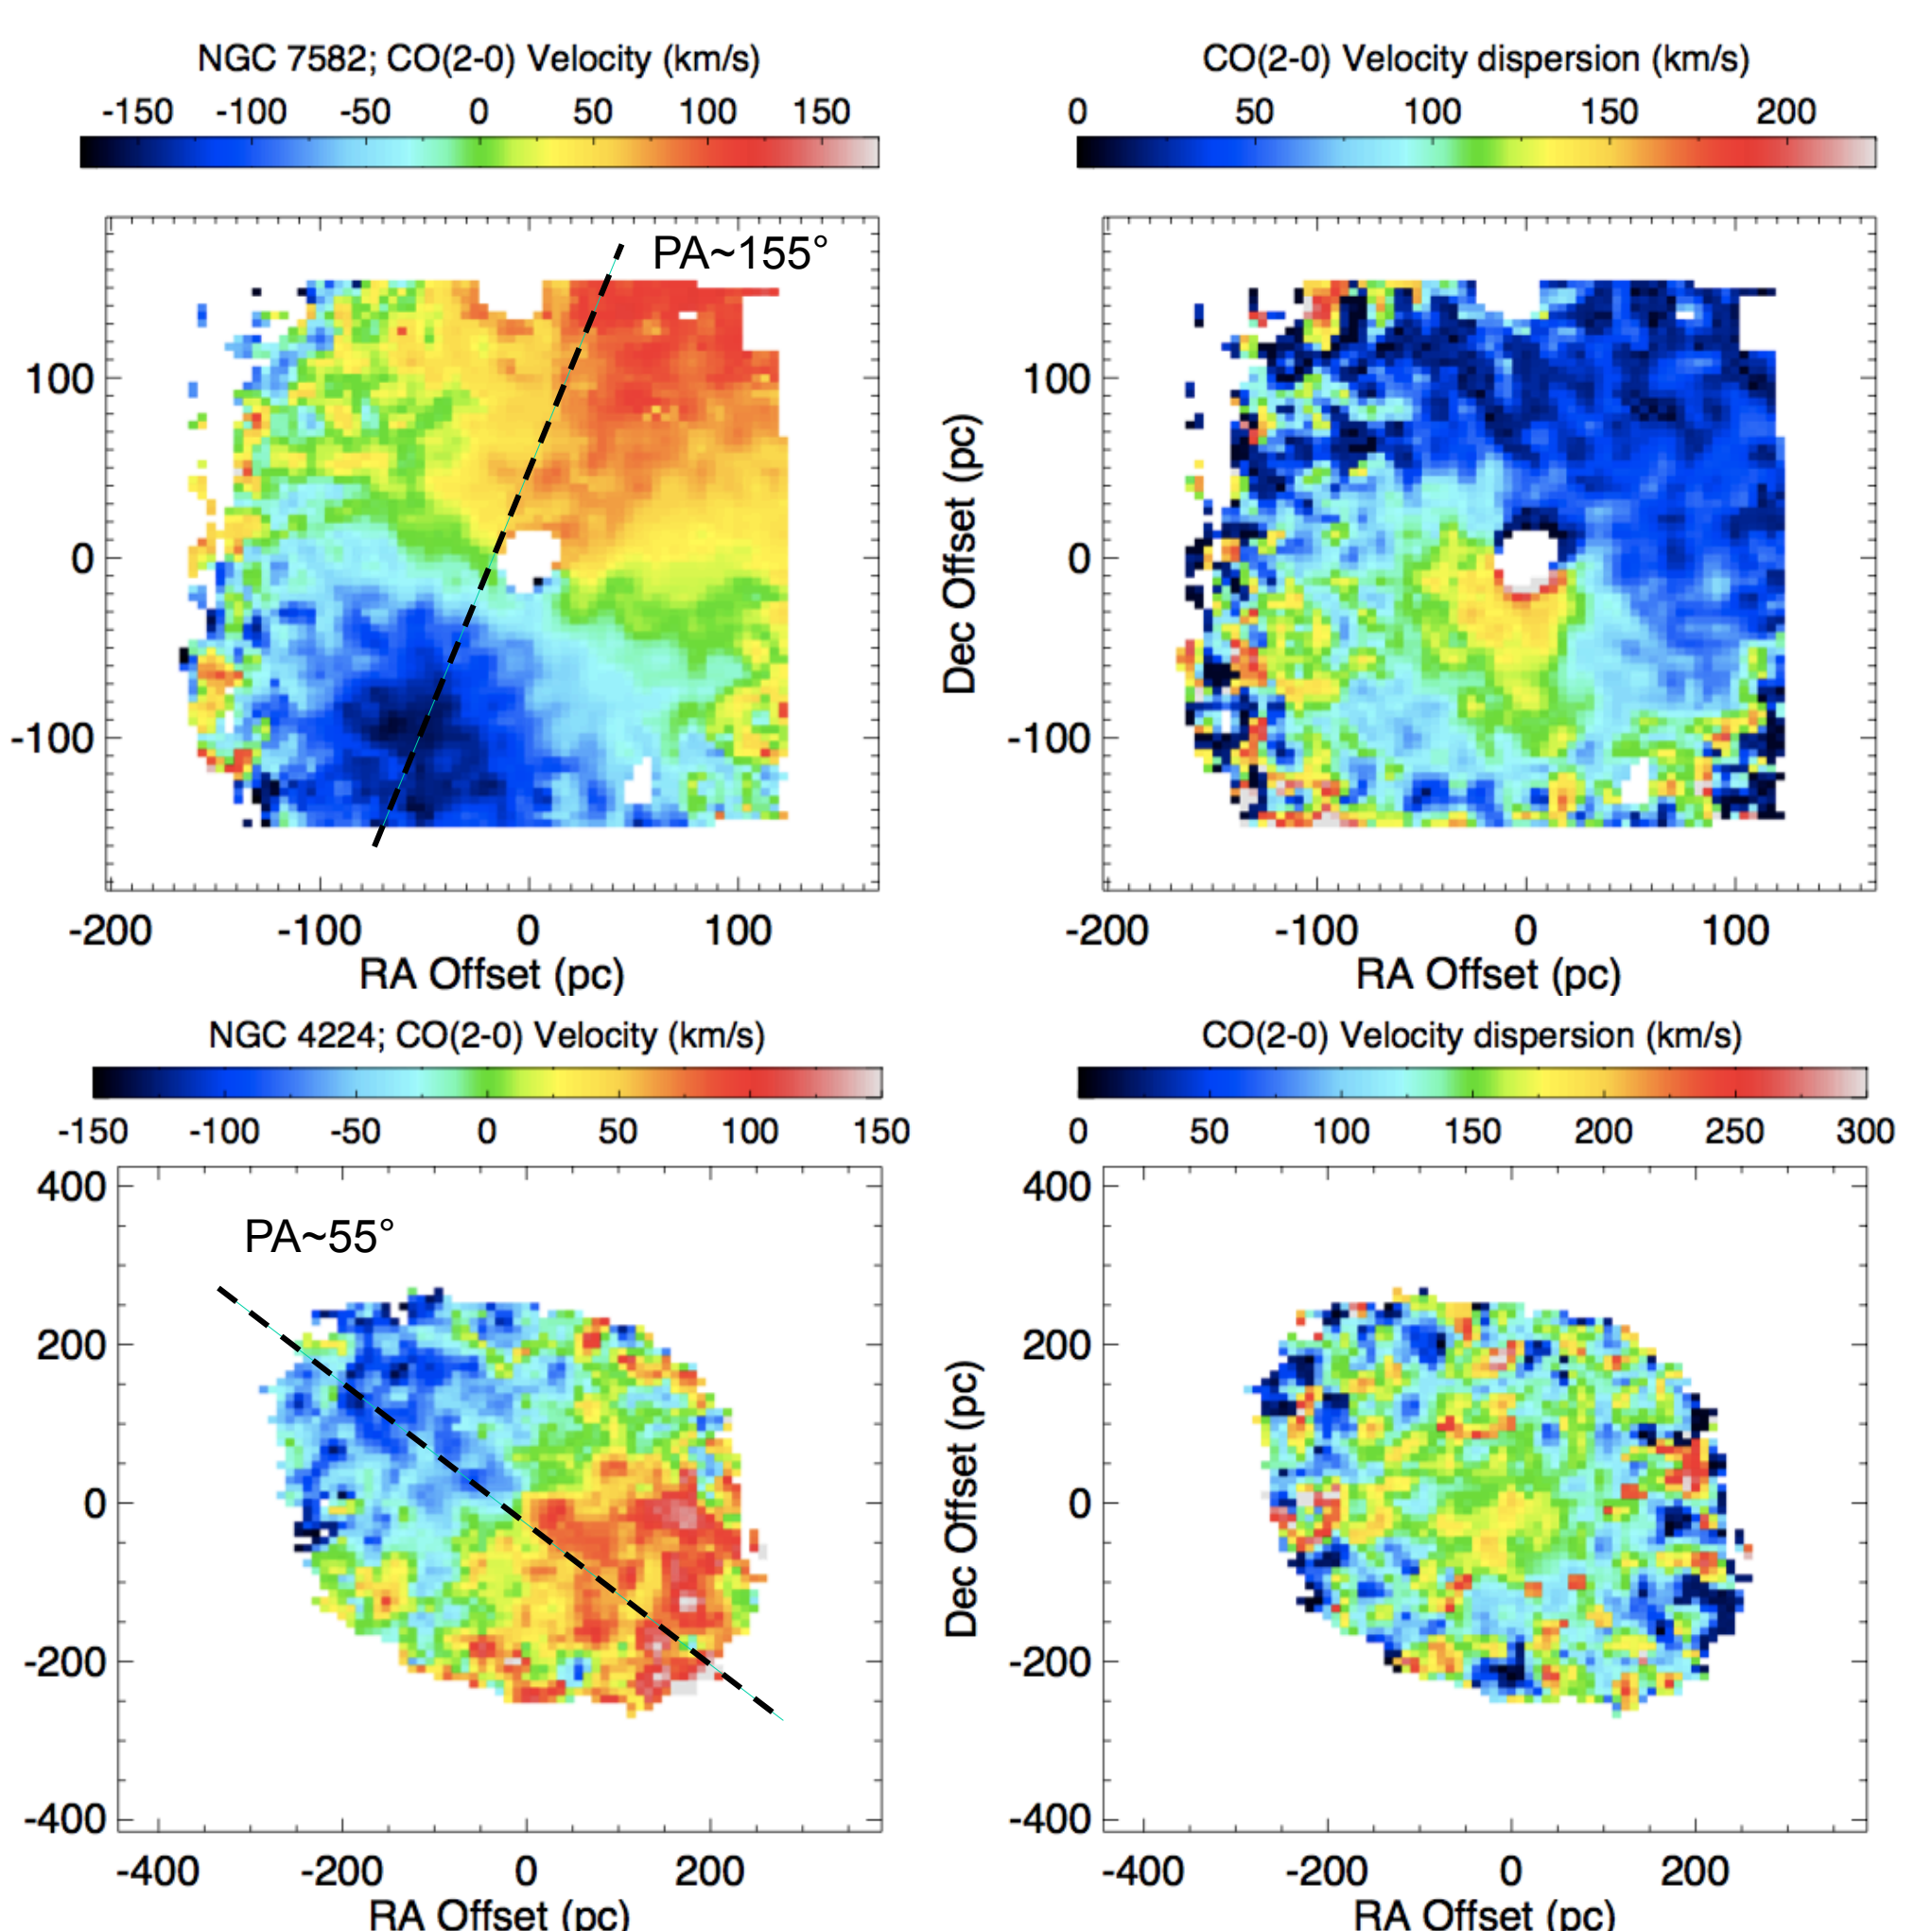 NGC 7582; CO(2-0) Velocity (km/s)
-150 -100 -50 0 50 100 150
PA~155°
100
0
-100
-200 -100 0 100
RA Offset (pc)
CO(2-0) Velocity dispersion (km/s)
0 50 100 150 200
Dec Offset (pc)
100
0
-100
-200 -100 0 100
RA Offset (pc)
NGC 4224; CO(2-0) Velocity (km/s)
-150 -100 -50 0 50 100 150
PA~55°
400
200
0
-200
-400
-400 -200 0 200
RA Offset (pc)
CO(2-0) Velocity dispersion (km/s)
0 50 100 150 200 250 300
Dec Offset (pc)
400
200
0
-200
-400
-400 -200 0 200
RA Offset (pc)